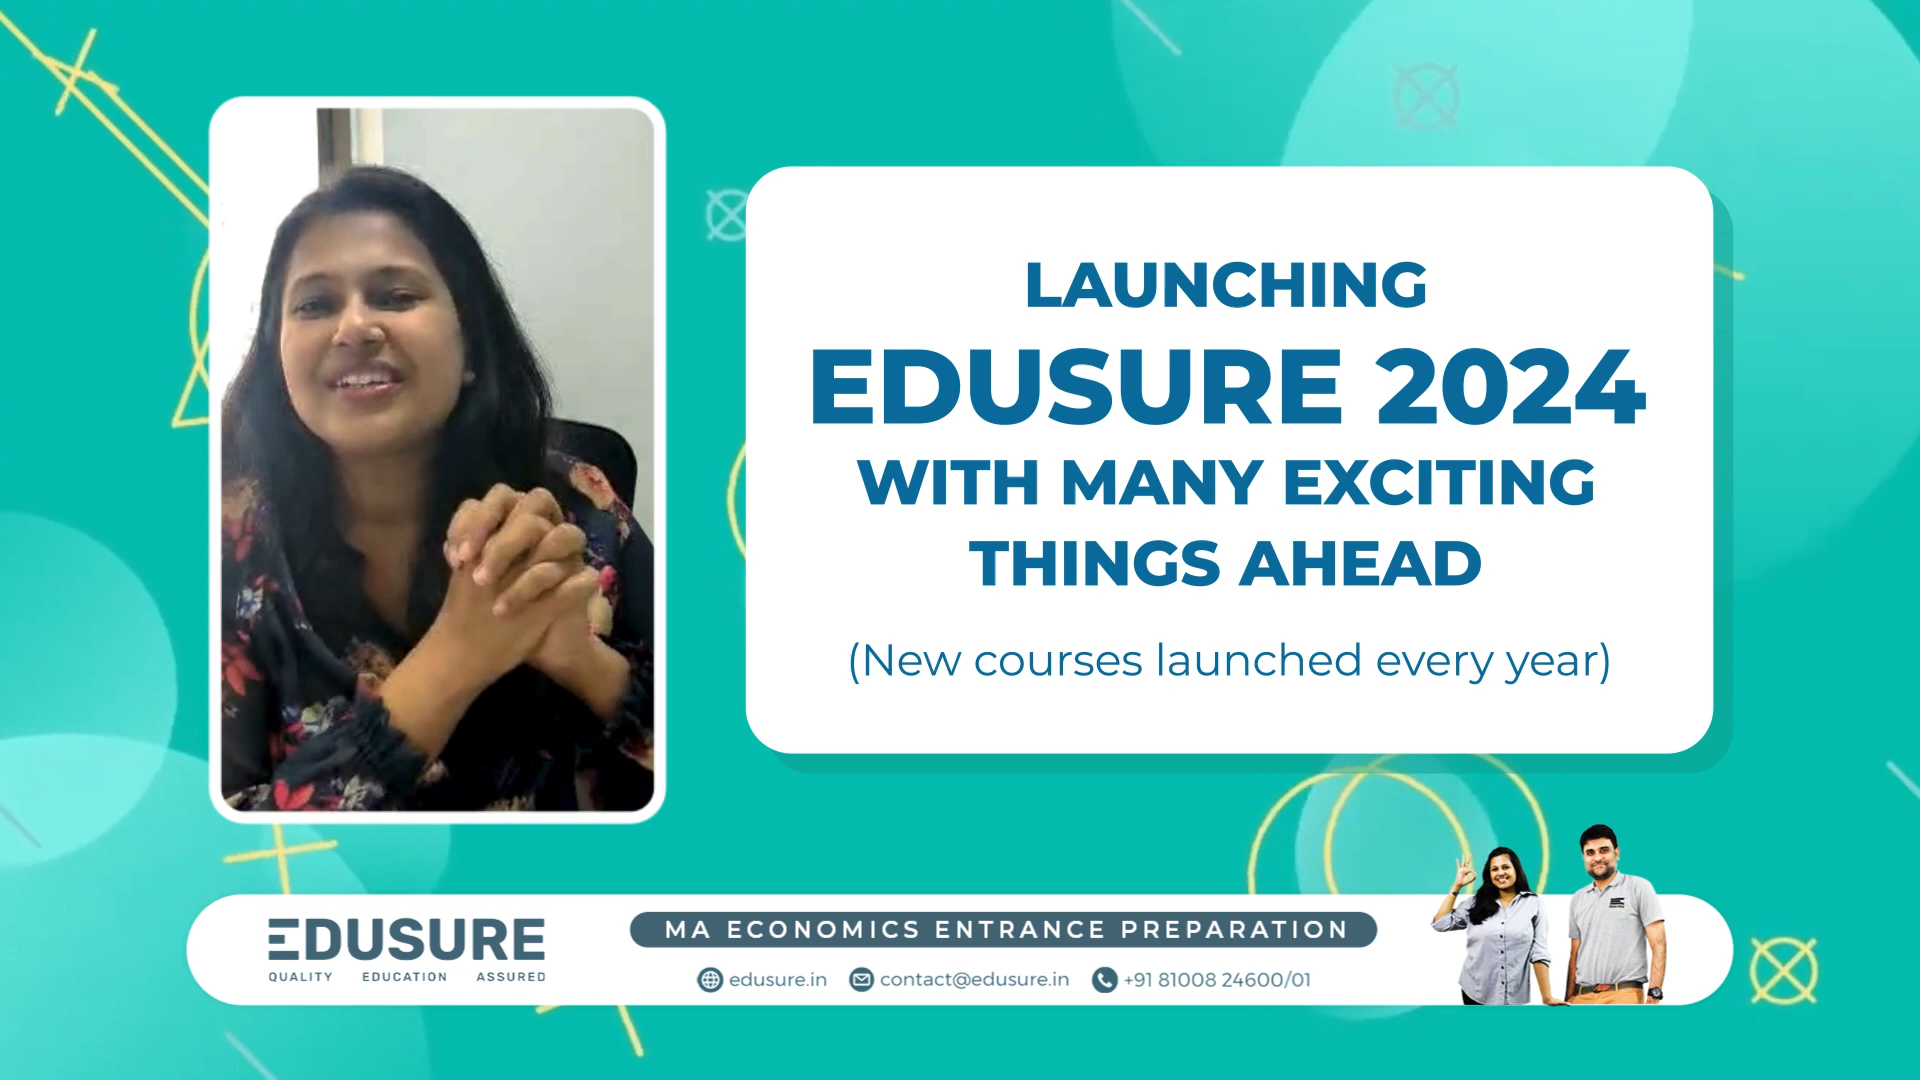 LAUNCHING
EDUSURE 2024
WITH MANY EXCITING
THINGS AHEAD
(New courses launched every year)
EDUSURE
QUALITY EDUCATION ASSURED
MA ECONOMICS ENTRANCE PREPARATION
edusure.in contact@edusure.in +91 81008 24600/01